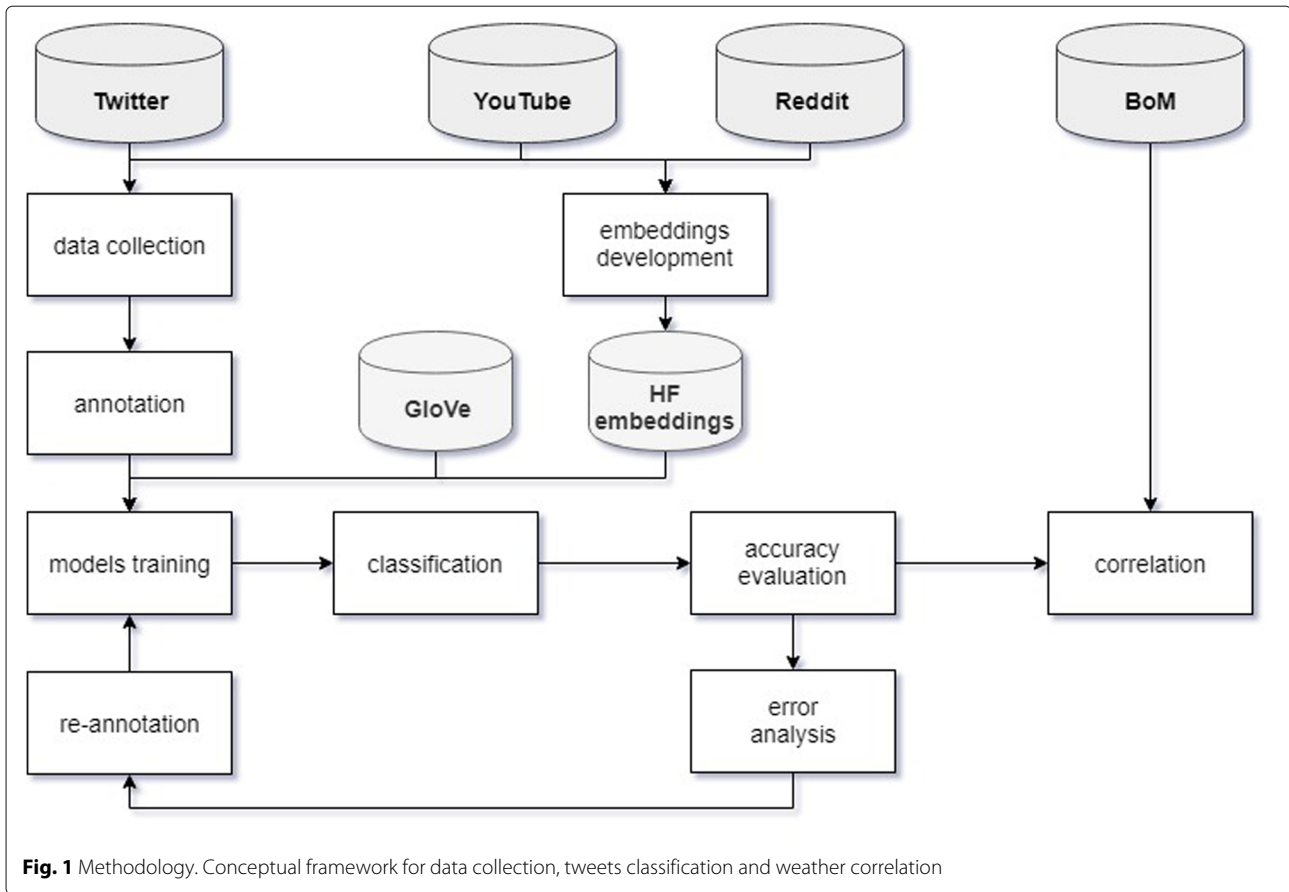 Twitter
YouTube
Reddit
BoM
data collection
embeddings
development
annotation
GloVe
HF
embeddings
models training
classification
accuracy
evaluation
correlation
re-annotation
error
analysis
Fig. 1 Methodology. Conceptual framework for data collection, tweets classification and weather correlation